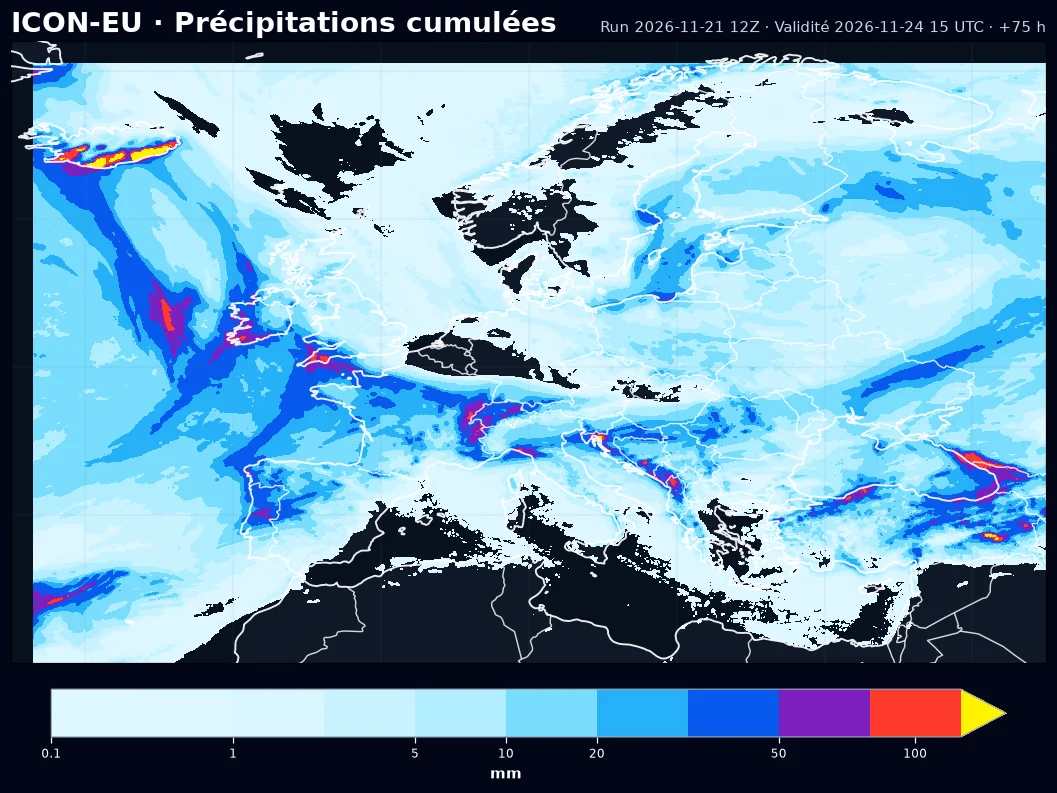 ICON-EU · Précipitations cumulées
Run 2026-11-21 12Z · Validité 2026-11-24 15 UTC · +75 h
0.1 1 5 10 20 50 100
mm